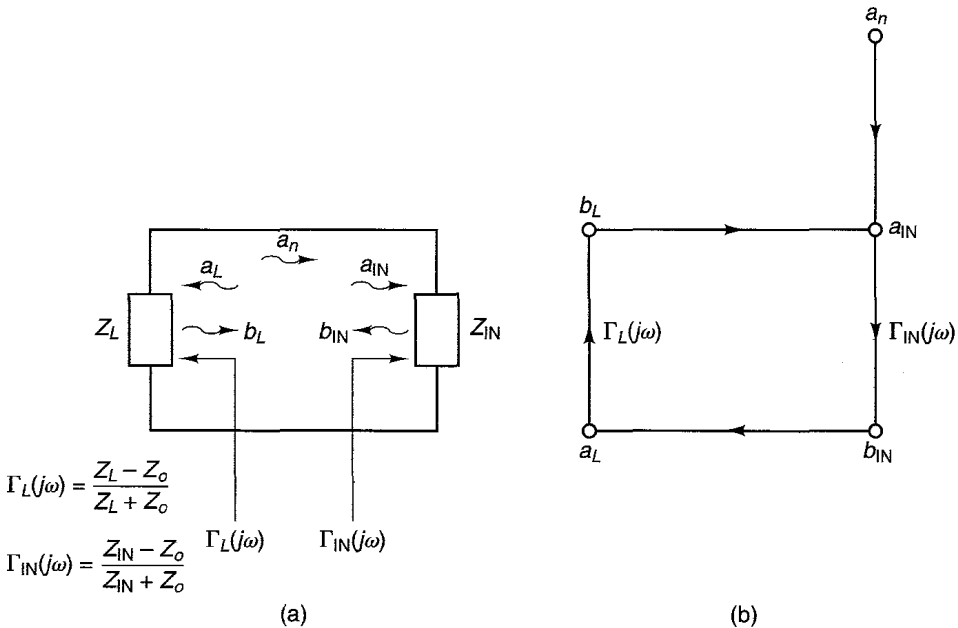 a_n
b_L
a_n
a_IN
a_L
a_IN
Z_L
b_L
b_IN
Z_IN
Γ_L(jω)
Γ_IN(jω)
a_L
b_IN
Γ_L(jω) = (Z_L − Z_o) / (Z_L + Z_o)
Γ_L(jω)
Γ_IN(jω)
Γ_IN(jω) = (Z_IN − Z_o) / (Z_IN + Z_o)
(a)
(b)